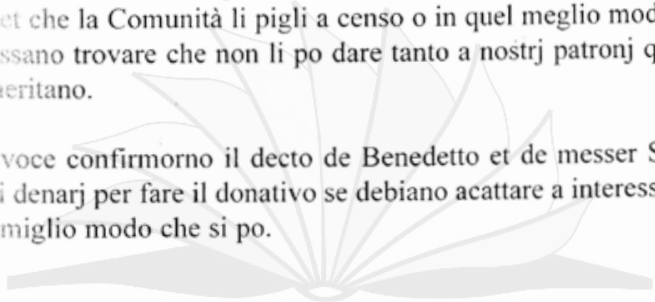 et che la Comunità li pigli a censo o in quel meglio mod
ssano trovare che non li po dare tanto a nostrj patronj q
eritano.
voce confirmorno il decto de Benedetto et de messer S
i denarj per fare il donativo se debiano acattare a interess
miglio modo che si po.